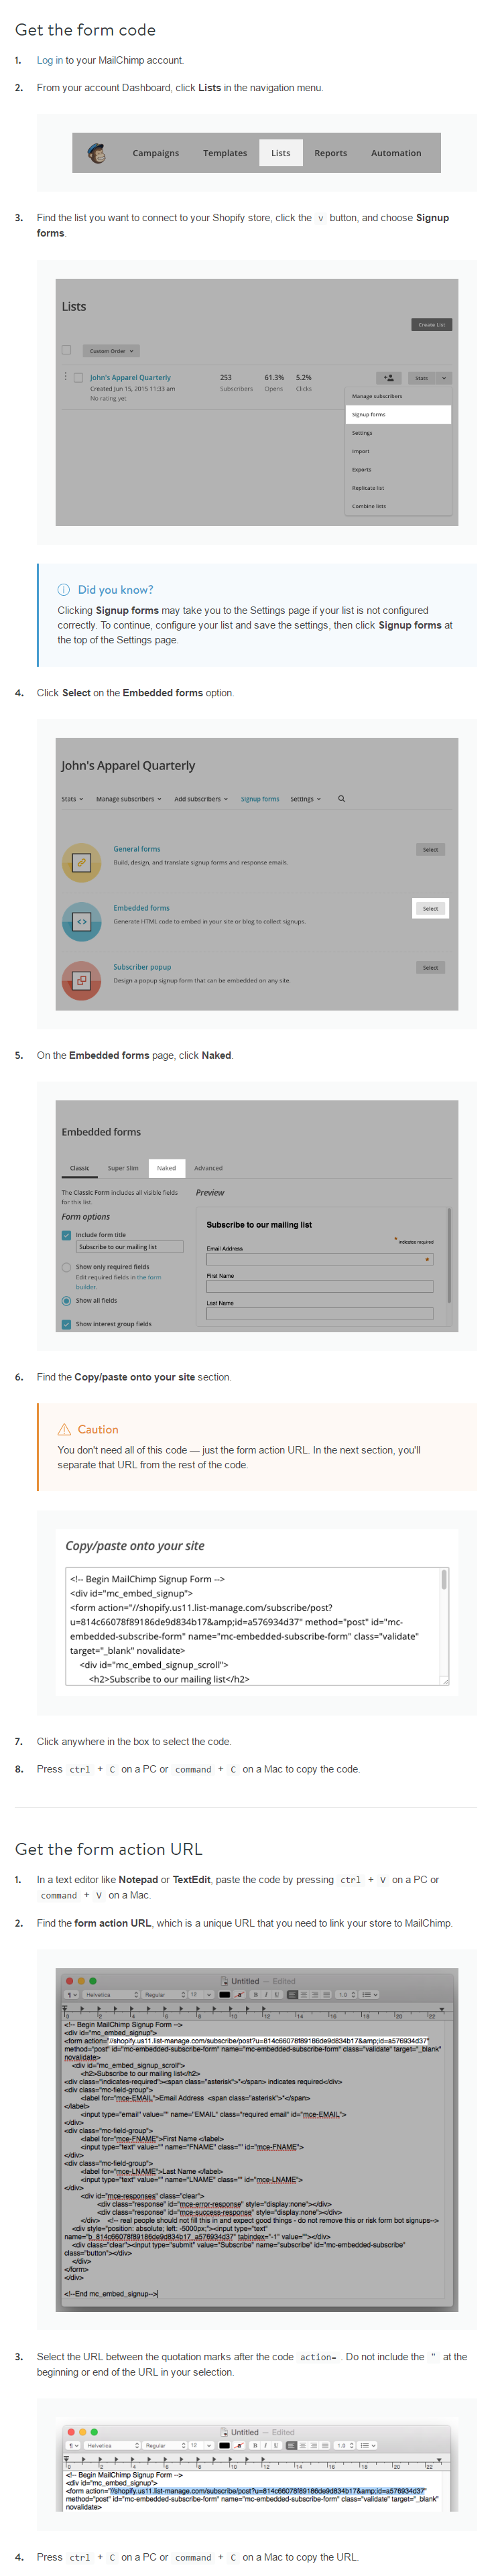 Get the form code
1. Log in to your MailChimp account.
2. From your account Dashboard, click Lists in the navigation menu.
Campaigns Templates Lists Reports Automation
3. Find the list you want to connect to your Shopify store, click the v button, and choose Signup
forms.
Lists
Create List
Custom Order
John's Apparel Quarterly 253 61.3% 5.2% Stats
Created Jun 15, 2015 11:33 am Subscribers Opens Clicks
No rating yet
Manage subscribers
Signup forms
Settings
Import
Exports
Replicate list
Combine lists
Did you know?
Clicking Signup forms may take you to the Settings page if your list is not configured
correctly. To continue, configure your list and save the settings, then click Signup forms at
the top of the Settings page.
4. Click Select on the Embedded forms option.
John's Apparel Quarterly
Stats Manage subscribers Add subscribers Signup forms Settings
General forms Select
Build, design, and translate signup forms and response emails.
Embedded forms Select
Generate HTML code to embed in your site or blog to collect signups.
Subscriber popup Select
Design a popup signup form that can be embedded on any site.
5. On the Embedded forms page, click Naked.
Embedded forms
Classic Super Slim Naked Advanced
The Classic Form includes all visible fields
for this list.
Preview
Form options
Include form title
Subscribe to our mailing list
Show only required fields
Edit required fields in the form
builder.
Show all fields
Show interest group fields
Subscribe to our mailing list
* indicates required
Email Address
*
First Name
Last Name
6. Find the Copy/paste onto your site section.
Caution
You don't need all of this code — just the form action URL. In the next section, you'll
separate that URL from the rest of the code.
Copy/paste onto your site
<!-- Begin MailChimp Signup Form -->
<div id="mc_embed_signup">
<form action="//shopify.us11.list-manage.com/subscribe/post?
u=814c66078f89186de9d834b17&amp;id=a576934d37" method="post" id="mc-
embedded-subscribe-form" name="mc-embedded-subscribe-form" class="validate"
target="_blank" novalidate>
<div id="mc_embed_signup_scroll">
<h2>Subscribe to our mailing list</h2>
7. Click anywhere in the box to select the code.
8. Press ctrl + C on a PC or command + C on a Mac to copy the code.
Get the form action URL
1. In a text editor like Notepad or TextEdit, paste the code by pressing ctrl + V on a PC or
command + V on a Mac.
2. Find the form action URL, which is a unique URL that you need to link your store to MailChimp.
Untitled — Edited
¶ Helvetica Regular 12 B I U 1.0
0 2 4 6 8 10 12 14 16 18 20 22
<!-- Begin MailChimp Signup Form -->
<div id="mc_embed_signup">
<form action="//shopify.us11.list-manage.com/subscribe/post?u=814c66078f89186de9d834b17&amp;id=a576934d37"
method="post" id="mc-embedded-subscribe-form" name="mc-embedded-subscribe-form" class="validate" target="_blank"
novalidate>
<div id="mc_embed_signup_scroll">
<h2>Subscribe to our mailing list</h2>
<div class="indicates-required"><span class="asterisk">*</span> indicates required</div>
<div class="mc-field-group">
<label for="mce-EMAIL">Email Address <span class="asterisk">*</span>
</label>
<input type="email" value="" name="EMAIL" class="required email" id="mce-EMAIL">
</div>
<div class="mc-field-group">
<label for="mce-FNAME">First Name </label>
<input type="text" value="" name="FNAME" class="" id="mce-FNAME">
</div>
<div class="mc-field-group">
<label for="mce-LNAME">Last Name </label>
<input type="text" value="" name="LNAME" class="" id="mce-LNAME">
</div>
<div id="mce-responses" class="clear">
<div class="response" id="mce-error-response" style="display:none"></div>
<div class="response" id="mce-success-response" style="display:none"></div>
</div> <!-- real people should not fill this in and expect good things - do not remove this or risk form bot signups-->
<div style="position: absolute; left: -5000px;"><input type="text"
name="b_814c66078f89186de9d834b17_a576934d37" tabindex="-1" value=""></div>
<div class="clear"><input type="submit" value="Subscribe" name="subscribe" id="mc-embedded-subscribe"
class="button"></div>
</div>
</form>
</div>
<!--End mc_embed_signup-->
3. Select the URL between the quotation marks after the code action= . Do not include the " at the
beginning or end of the URL in your selection.
Untitled — Edited
¶ Helvetica Regular 12 B I U 1.0
0 2 4 6 8 10 12 14 16 18 20 22
<!-- Begin MailChimp Signup Form -->
<div id="mc_embed_signup">
<form action="//shopify.us11.list-manage.com/subscribe/post?u=814c66078f89186de9d834b17&amp;id=a576934d37"
method="post" id="mc-embedded-subscribe-form" name="mc-embedded-subscribe-form" class="validate" target="_blank"
novalidate>
4. Press ctrl + C on a PC or command + C on a Mac to copy the URL.